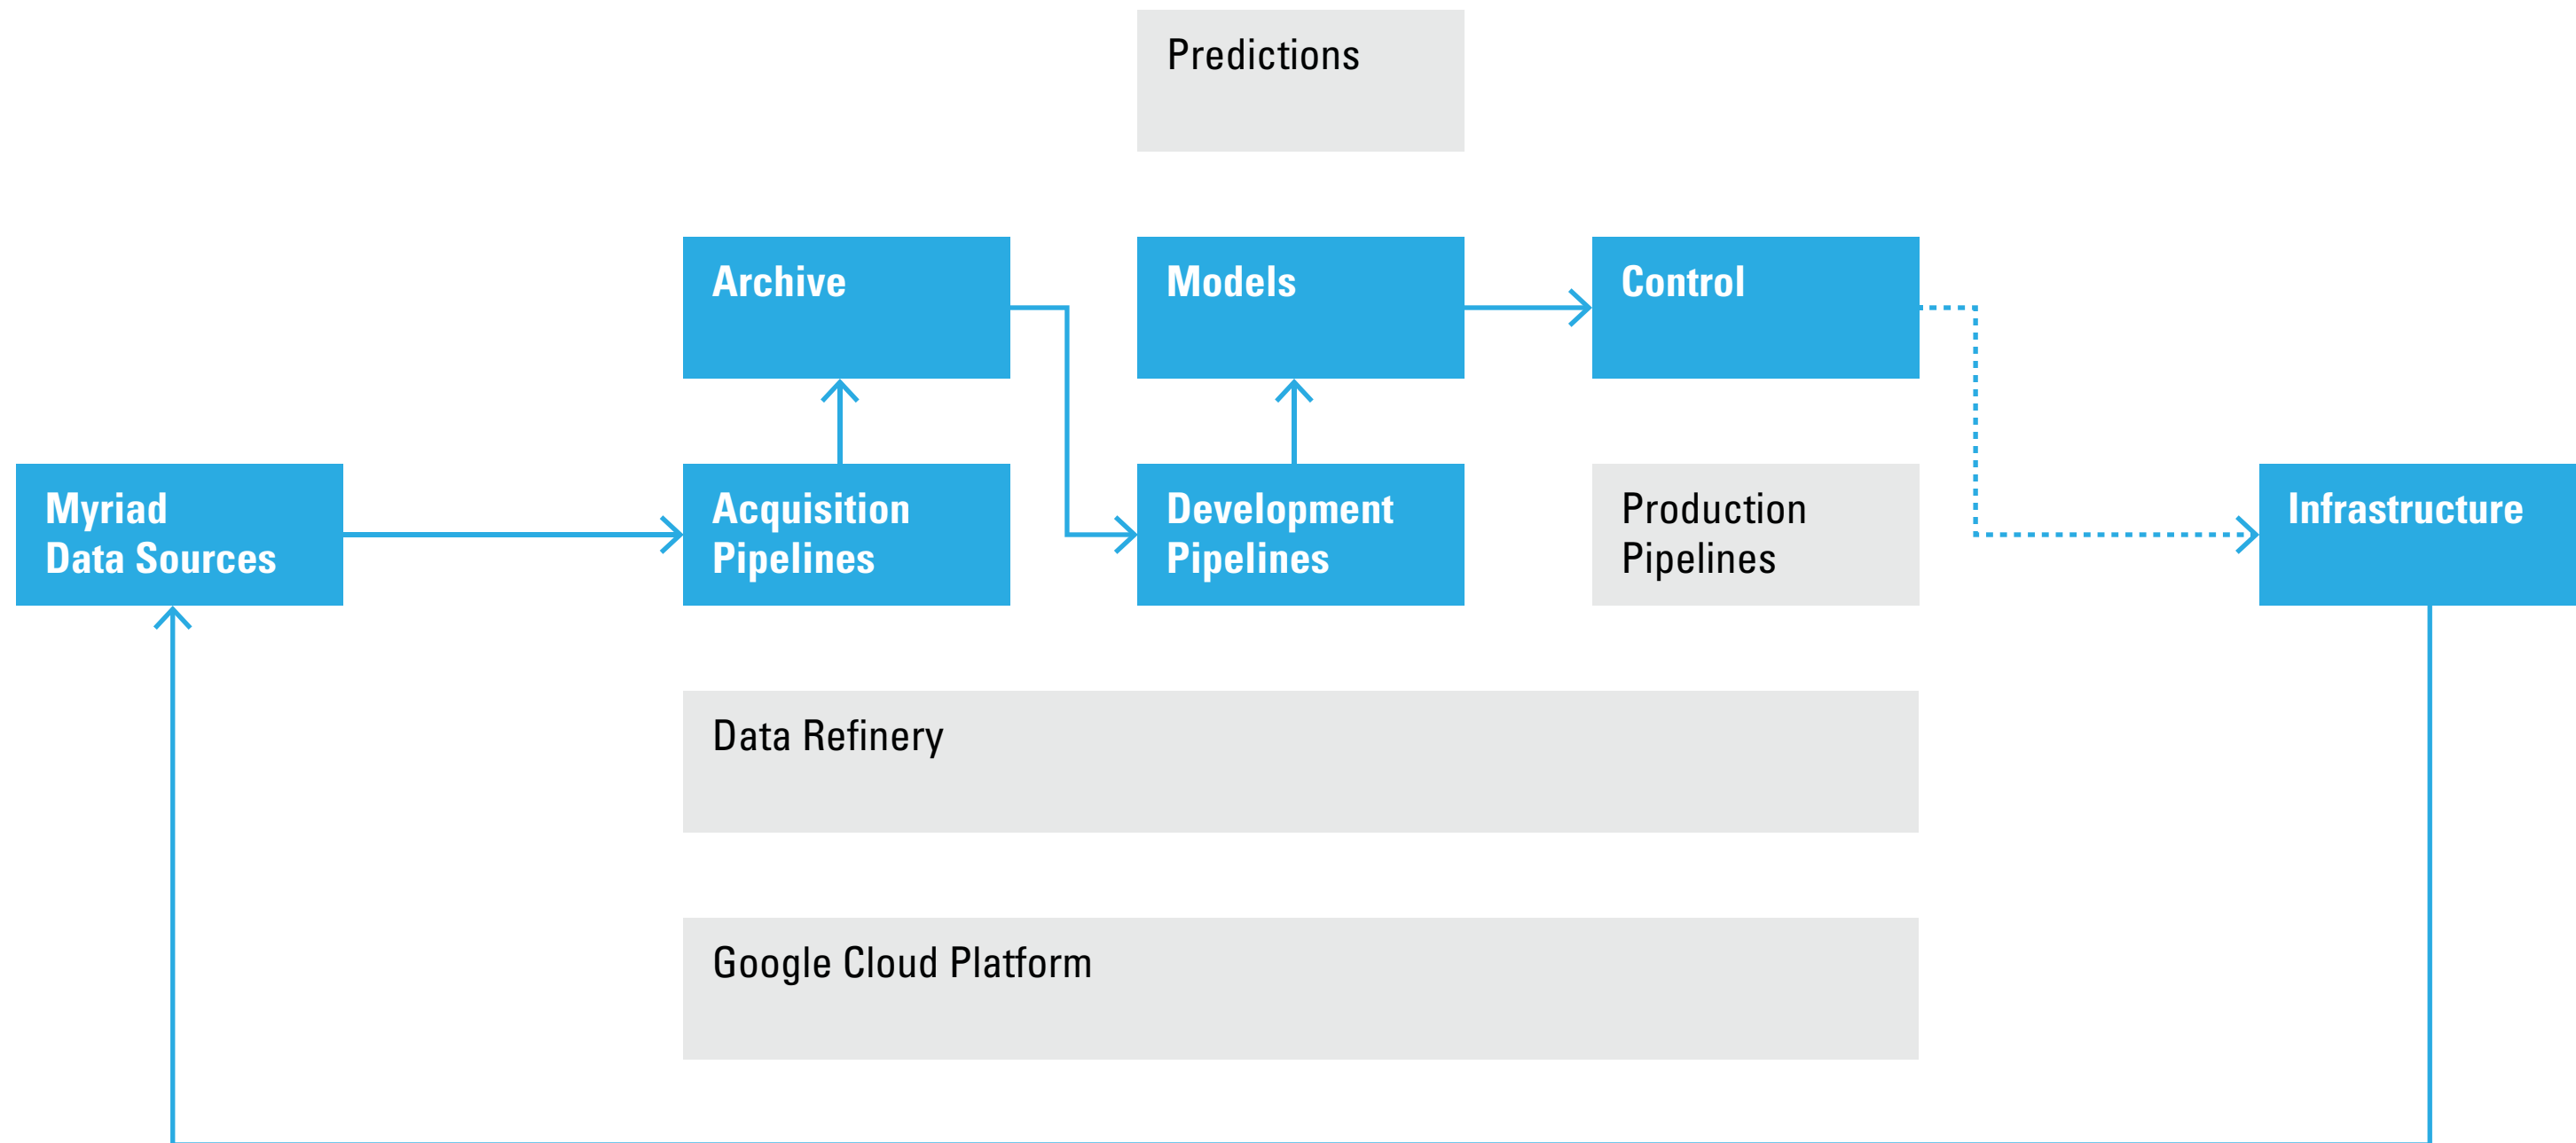 Predictions
Archive
Models
Control
Myriad
Data Sources
Acquisition
Pipelines
Development
Pipelines
Production
Pipelines
Infrastructure
Data Refinery
Google Cloud Platform